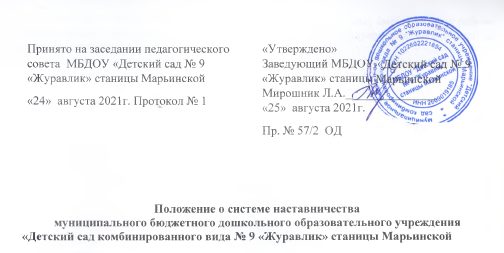 Принято на заседании педагогического
совета МБДОУ «Детский сад № 9
«Журавлик» станицы Марьинской
«24» августа 2021г. Протокол № 1
«Утверждено»
Заведующий МБДОУ «Детский сад № 9
«Журавлик» станицы Марьинской
Мирошник Л.А.
«25» августа 2021г.
Пр. № 57/2 ОД
Положение о системе наставничества
муниципального бюджетного дошкольного образовательного учреждения
«Детский сад комбинированного вида № 9 «Журавлик» станицы Марьинской